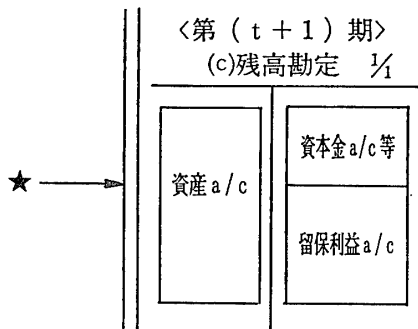 <第(t+1)期>
(c)残高勘定 1/1
資産a/c
資本金a/c等
留保利益a/c
★